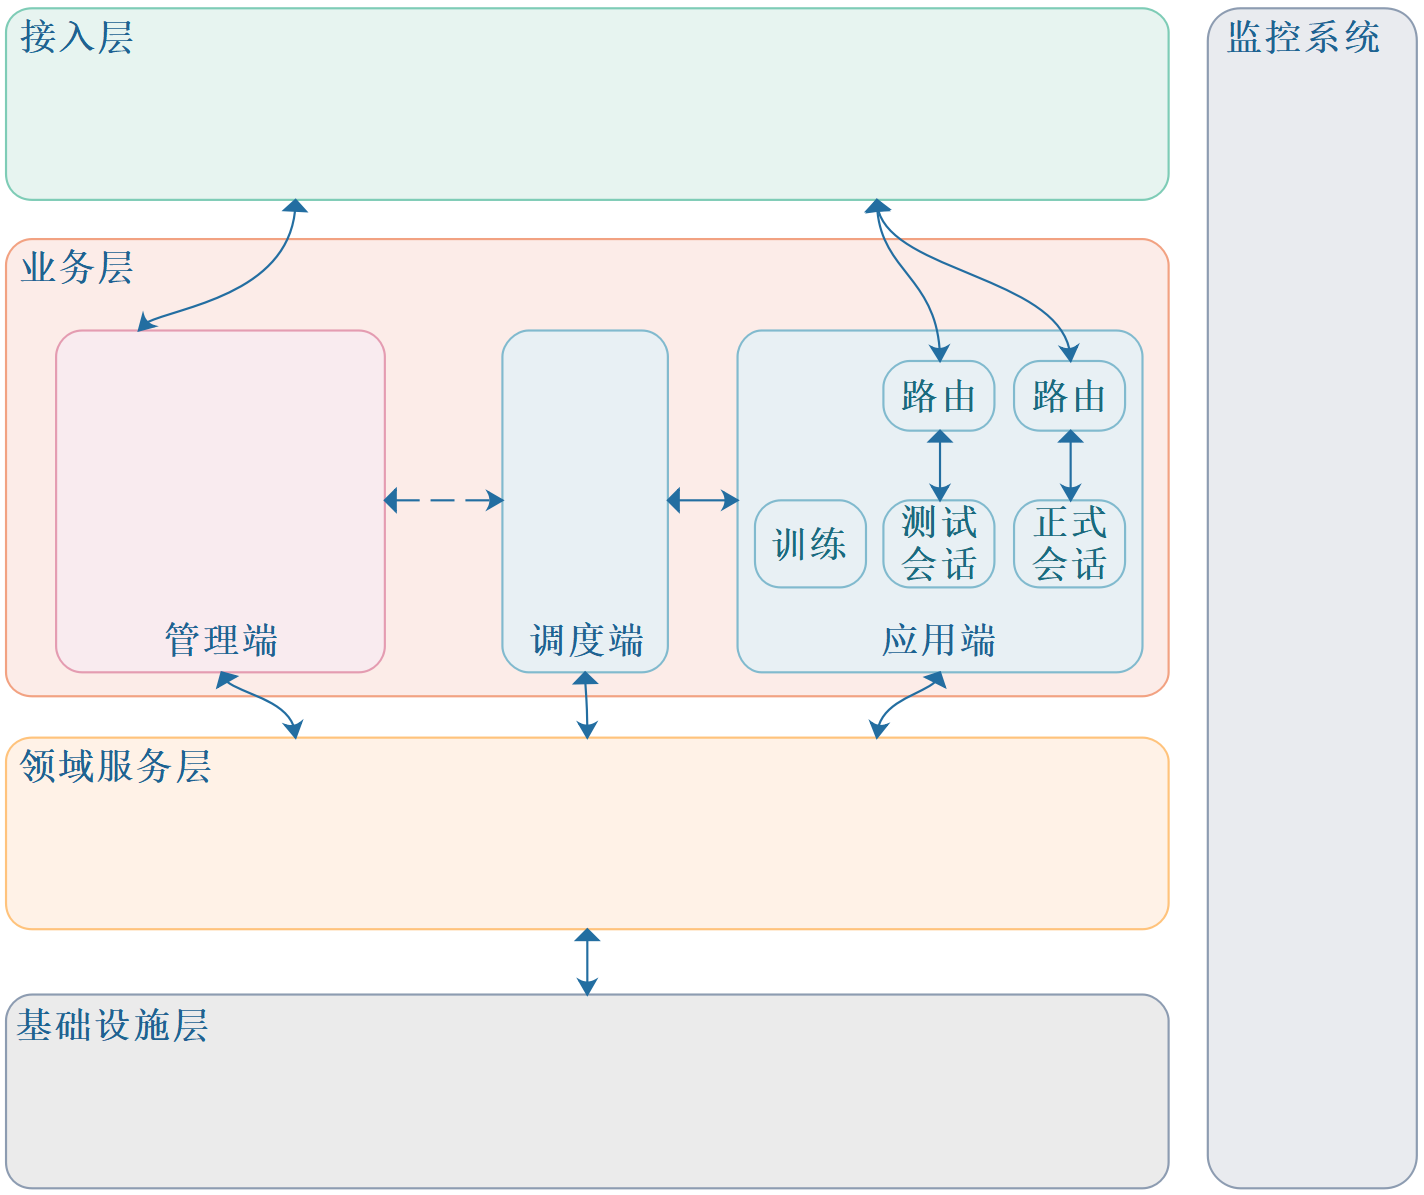 接入层
监控系统
业务层
路由
路由
训练
测试
会话
正式
会话
管理端
调度端
应用端
领域服务层
基础设施层